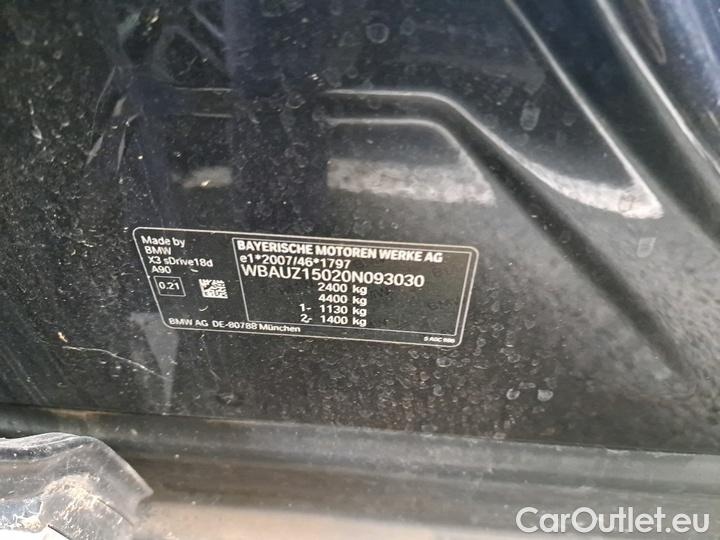 Made by
BMW
X3 sDrive18d
A90
0.21
BMW AG DE-80788 München
BAYERISCHE MOTOREN WERKE AG
e1*2007/46*1797
WBAUZ15020N093030
2400 kg
4400 kg
1- 1130 kg
2- 1400 kg
CarOutlet.eu